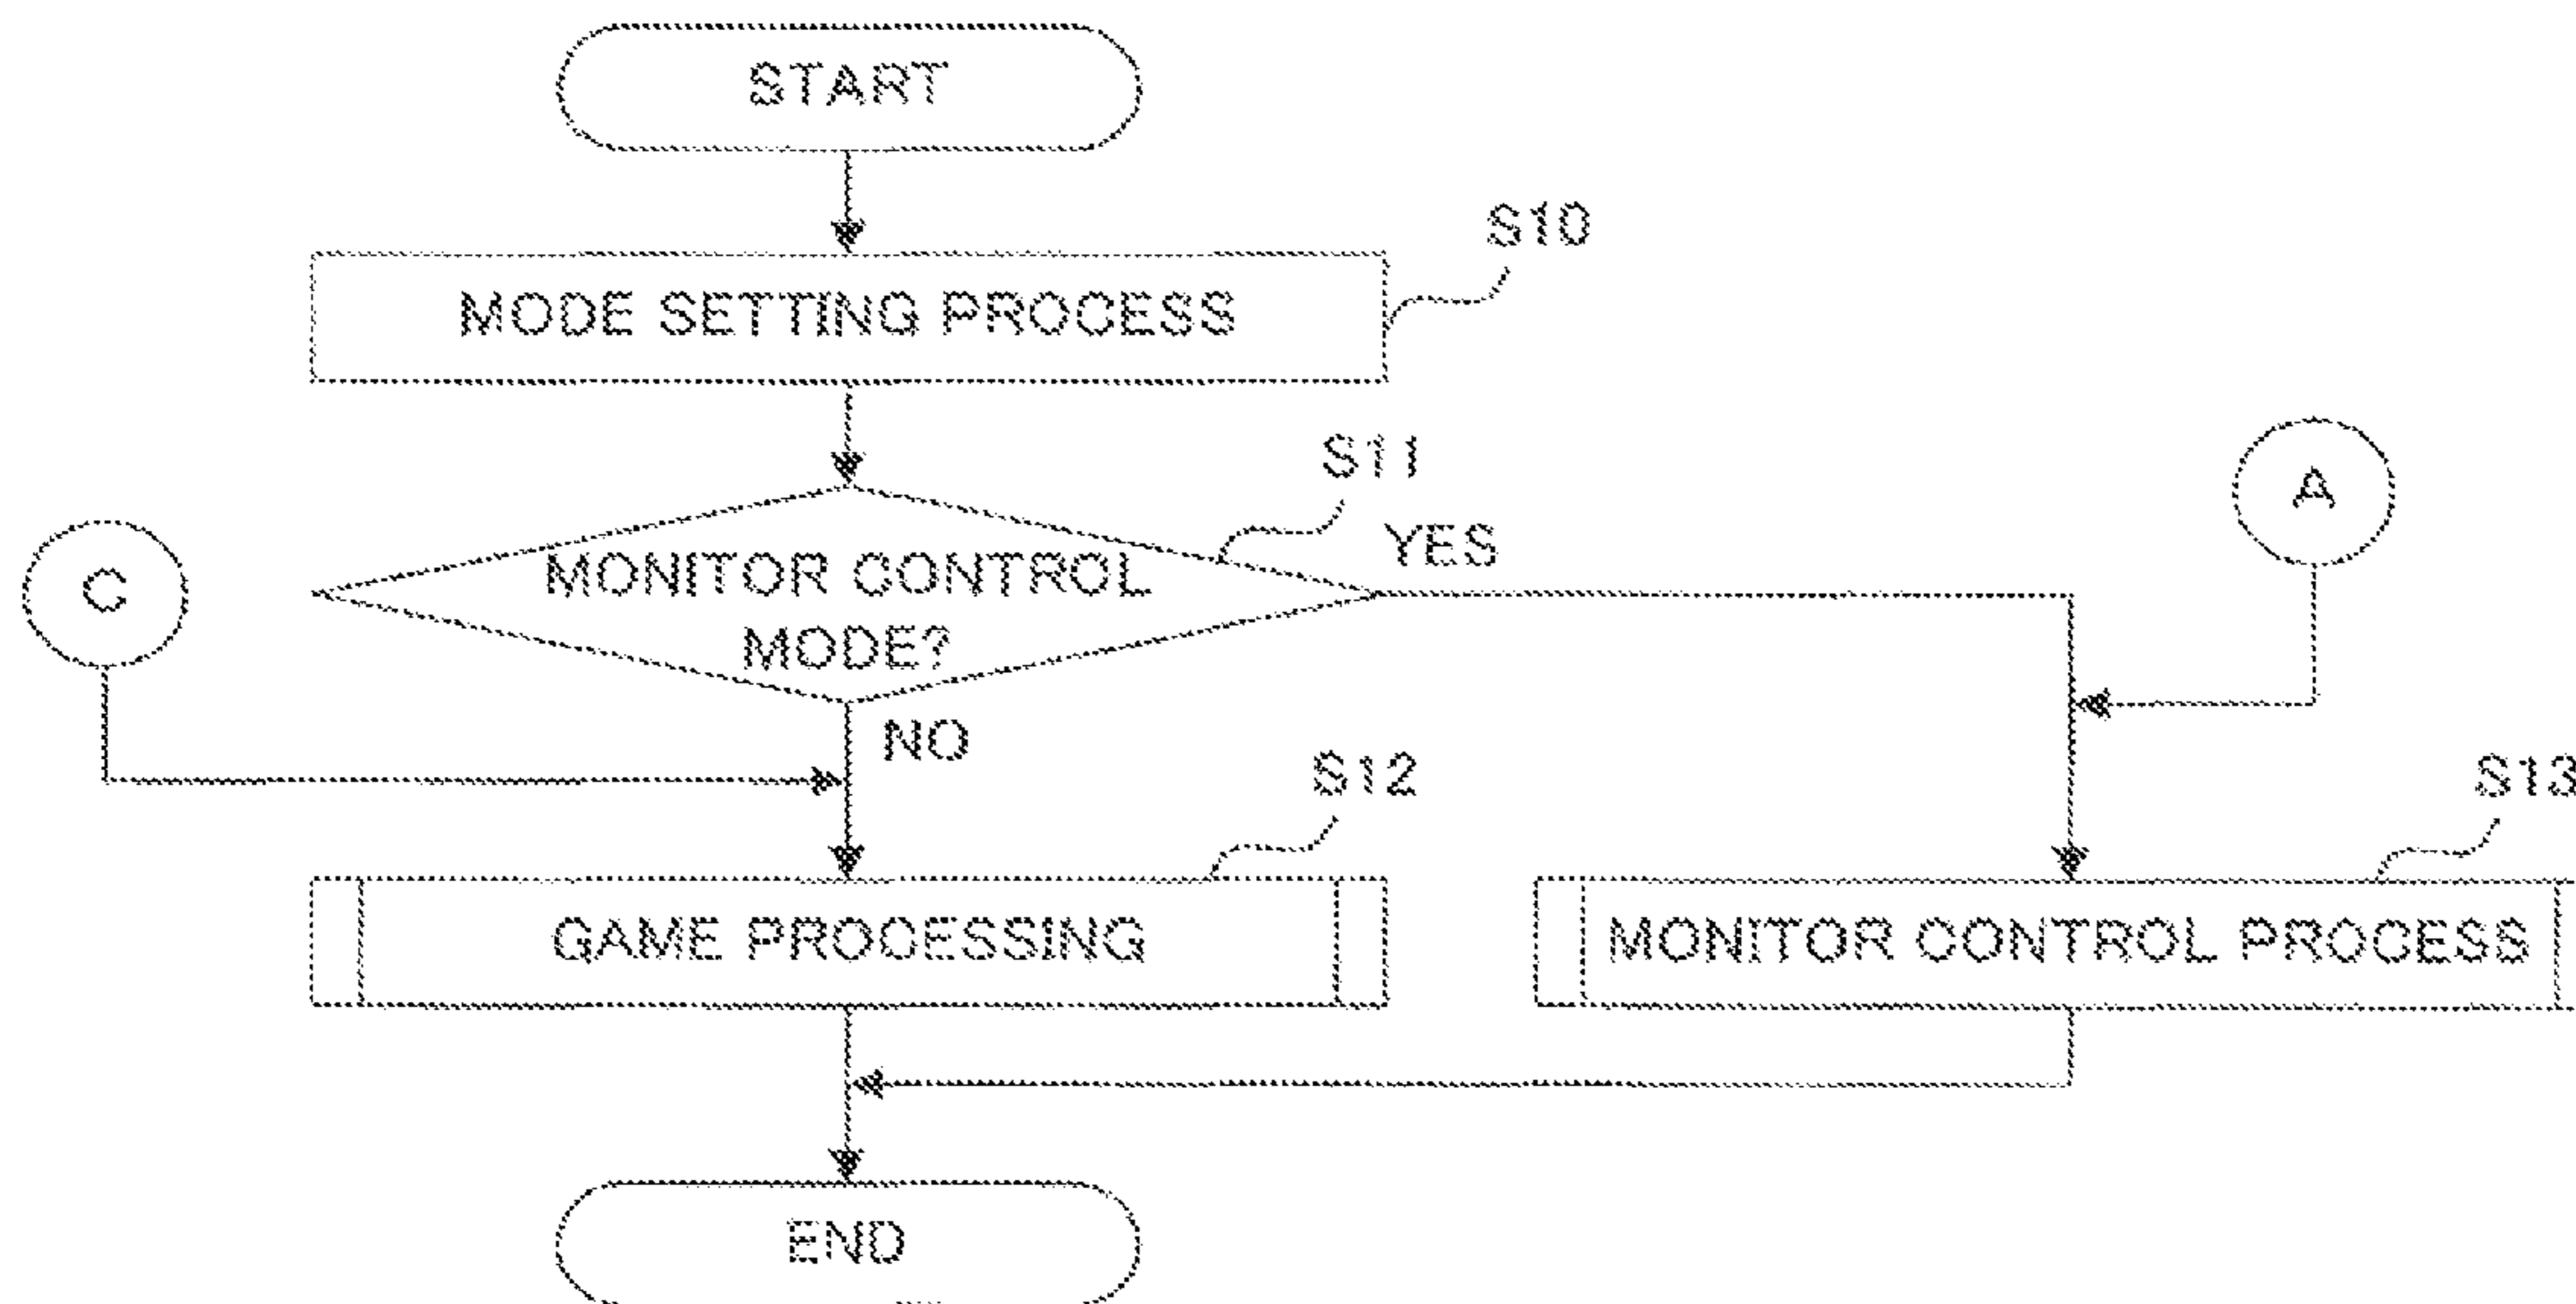 START
S10
MODE SETTING PROCESS
S11
A
YES
C
MONITOR CONTROL
MODE?
NO
S12
S13
GAME PROCESSING
MONITOR CONTROL PROCESS
END